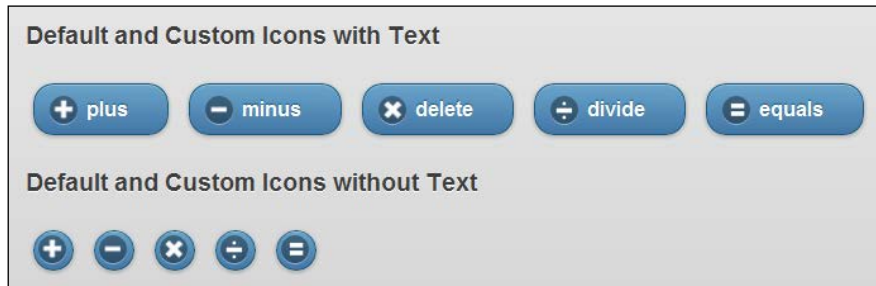 Default and Custom Icons with Text
plus minus delete divide equals
Default and Custom Icons without Text